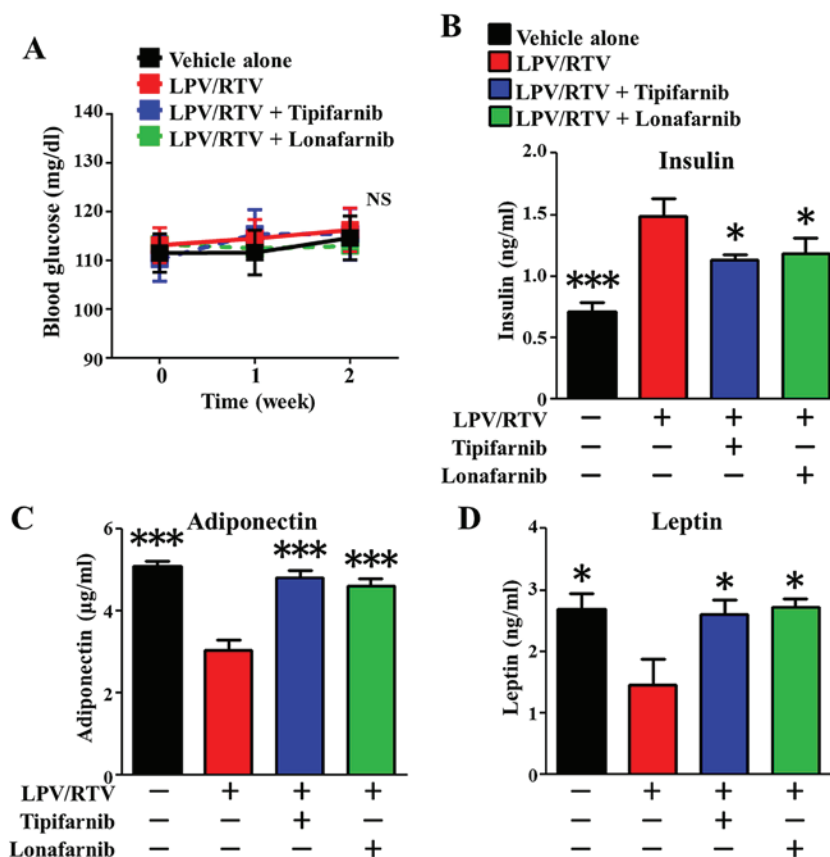 A
Vehicle alone
LPV/RTV
LPV/RTV + Tipifarnib
LPV/RTV + Lonafarnib
Blood glucose (mg/dl)
140
130
120
110
100
90
NS
0 1 2
Time (week)
B
Vehicle alone
LPV/RTV
LPV/RTV + Tipifarnib
LPV/RTV + Lonafarnib
Insulin
Insulin (ng/ml)
2.0
1.5
1.0
0.5
0
*** * *
LPV/RTV − + + +
Tipifarnib − − + −
Lonafarnib − − − +
C
Adiponectin
Adiponectin (μg/ml)
6
4
2
0
*** *** ***
LPV/RTV − + + +
Tipifarnib − − + −
Lonafarnib − − − +
D
Leptin
Leptin (ng/ml)
4
3
2
1
0
* * *
− + + +
− − + −
− − − +